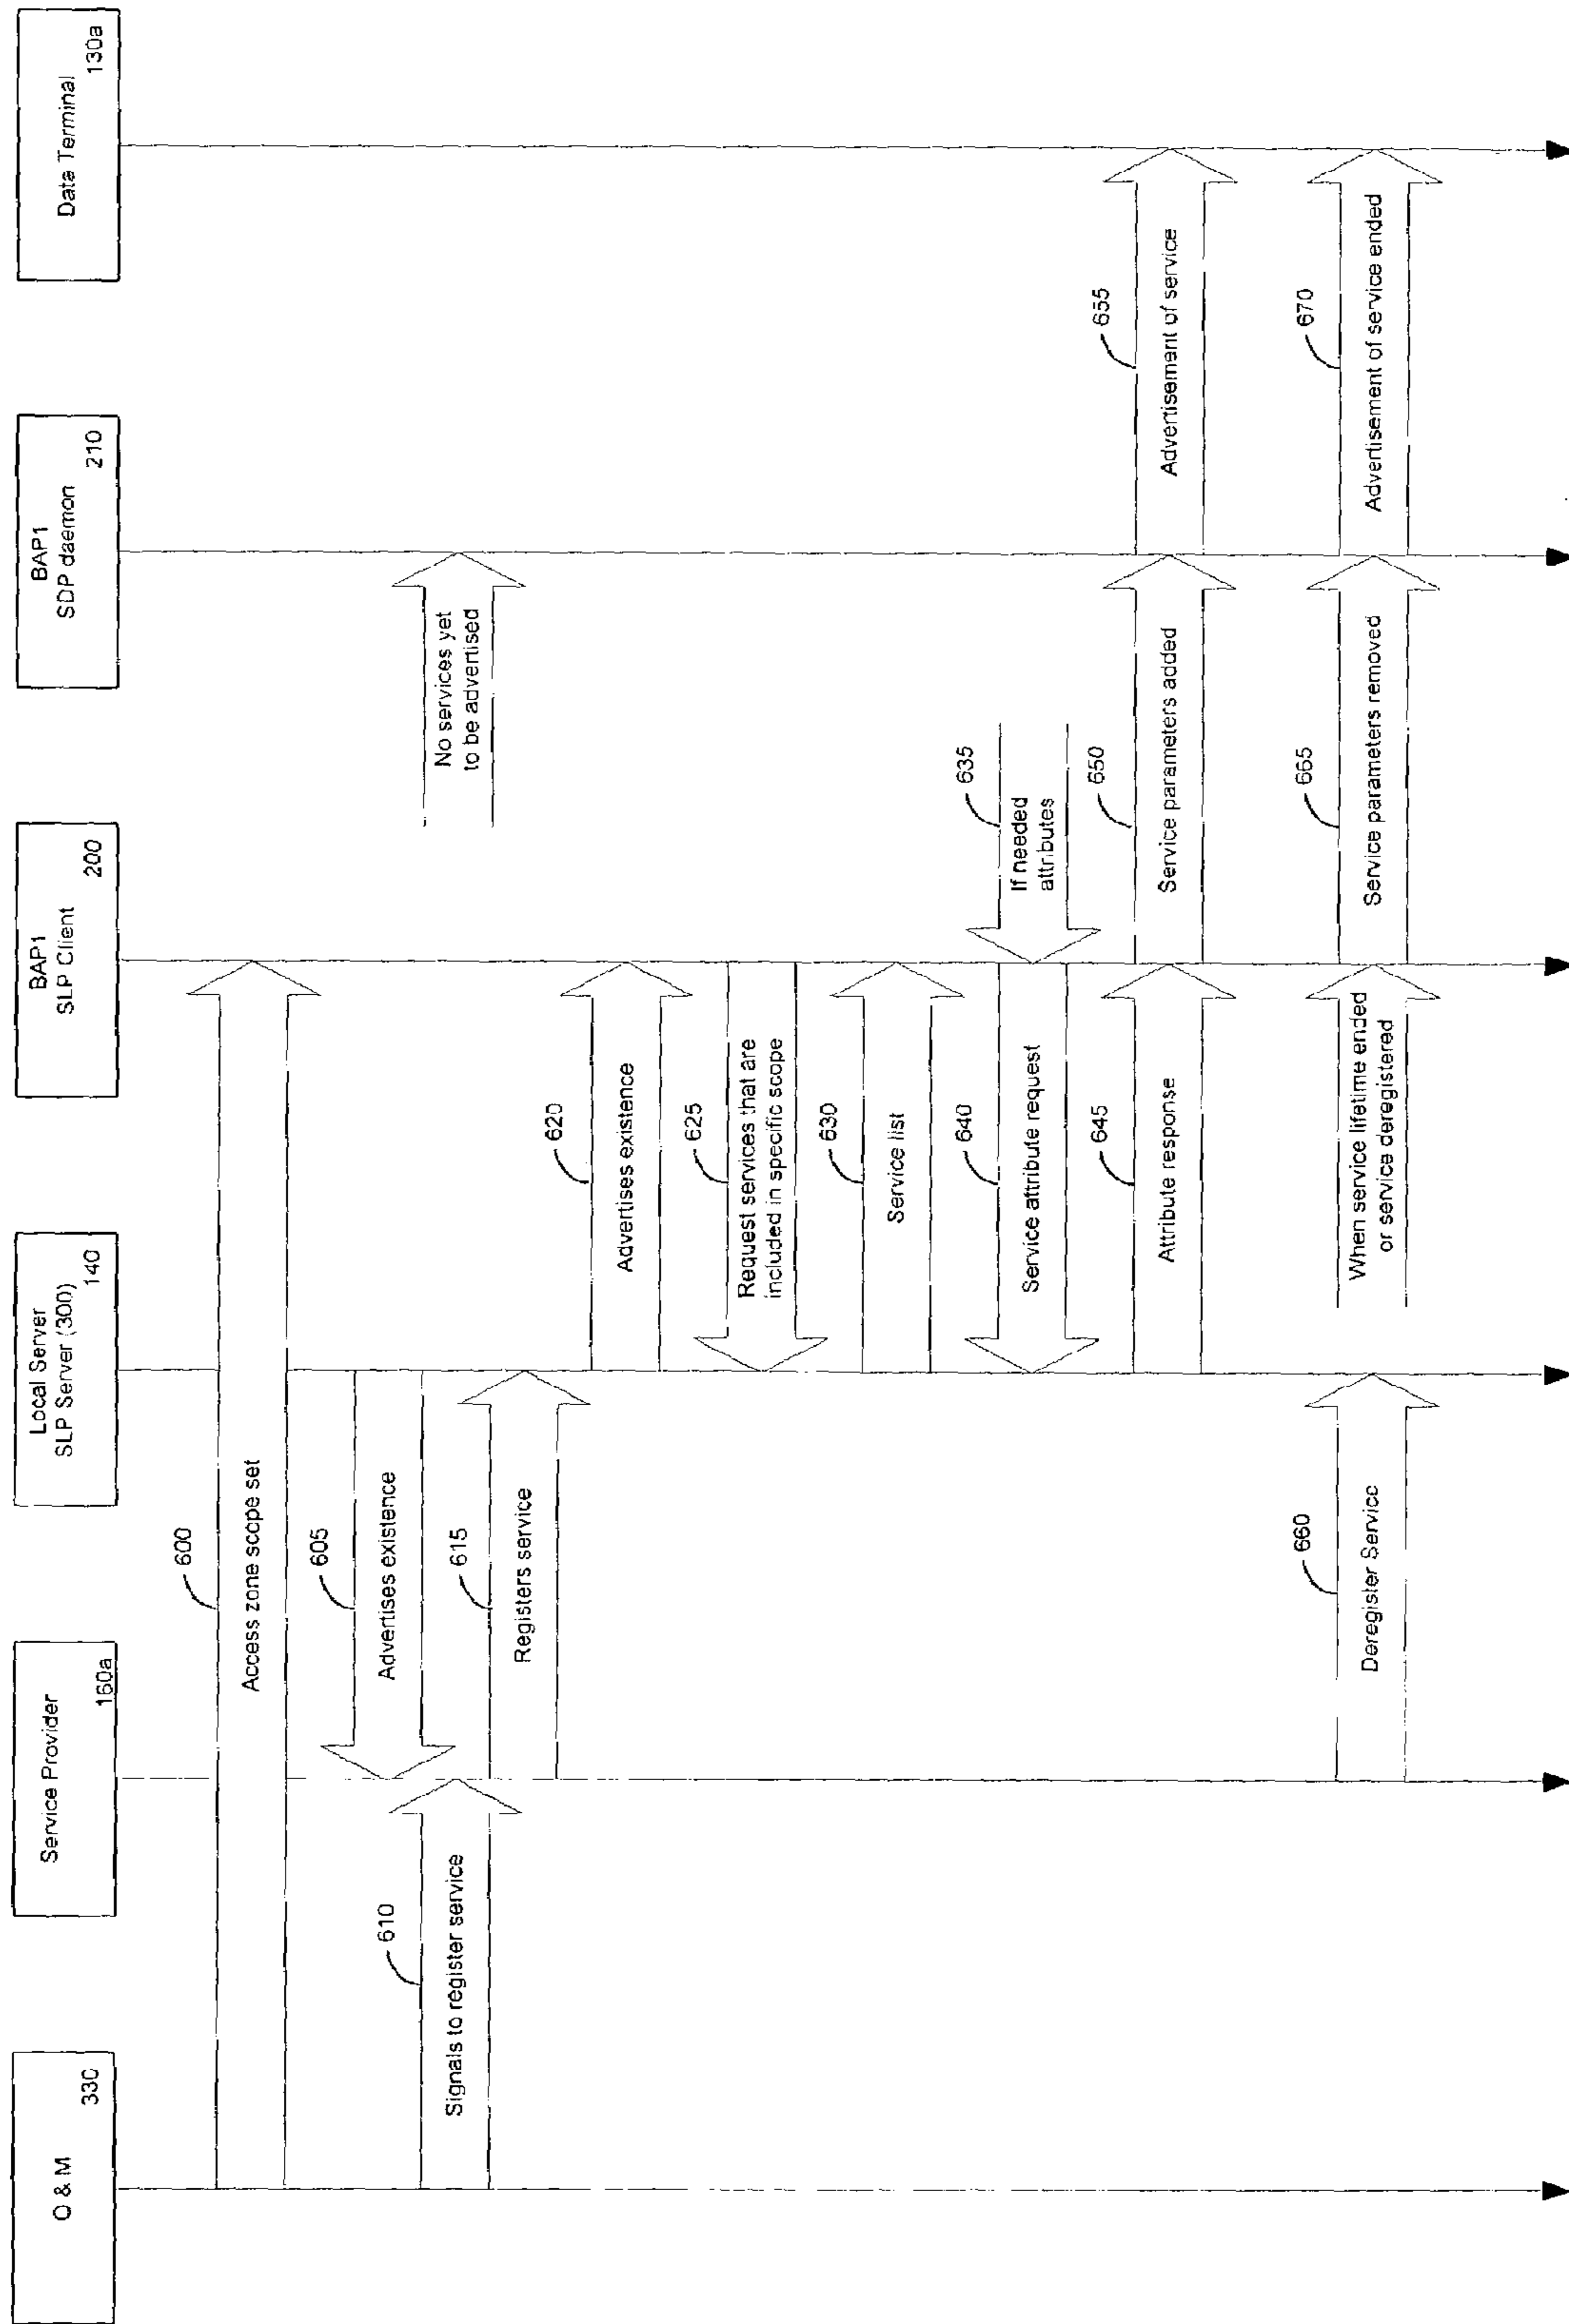 O & M
330
Service Provider
160a
Local Server
SLP Server (300)
140
BAP1
SLP Client
200
BAP1
SDP daemon
210
Data Terminal
130a
600
Access zone scope set
605
Advertises existence
610
Signals to register service
No services yet
to be advertised
615
Registers service
620
Advertises existence
625
Request services that are
included in specific scope
630
Service list
635
If needed
attributes
640
Service attribute request
645
Attribute response
650
Service parameters added
655
Advertisement of service
660
Deregister Service
When service lifetime ended
or service deregistered
665
Service parameters removed
670
Advertisement of service ended